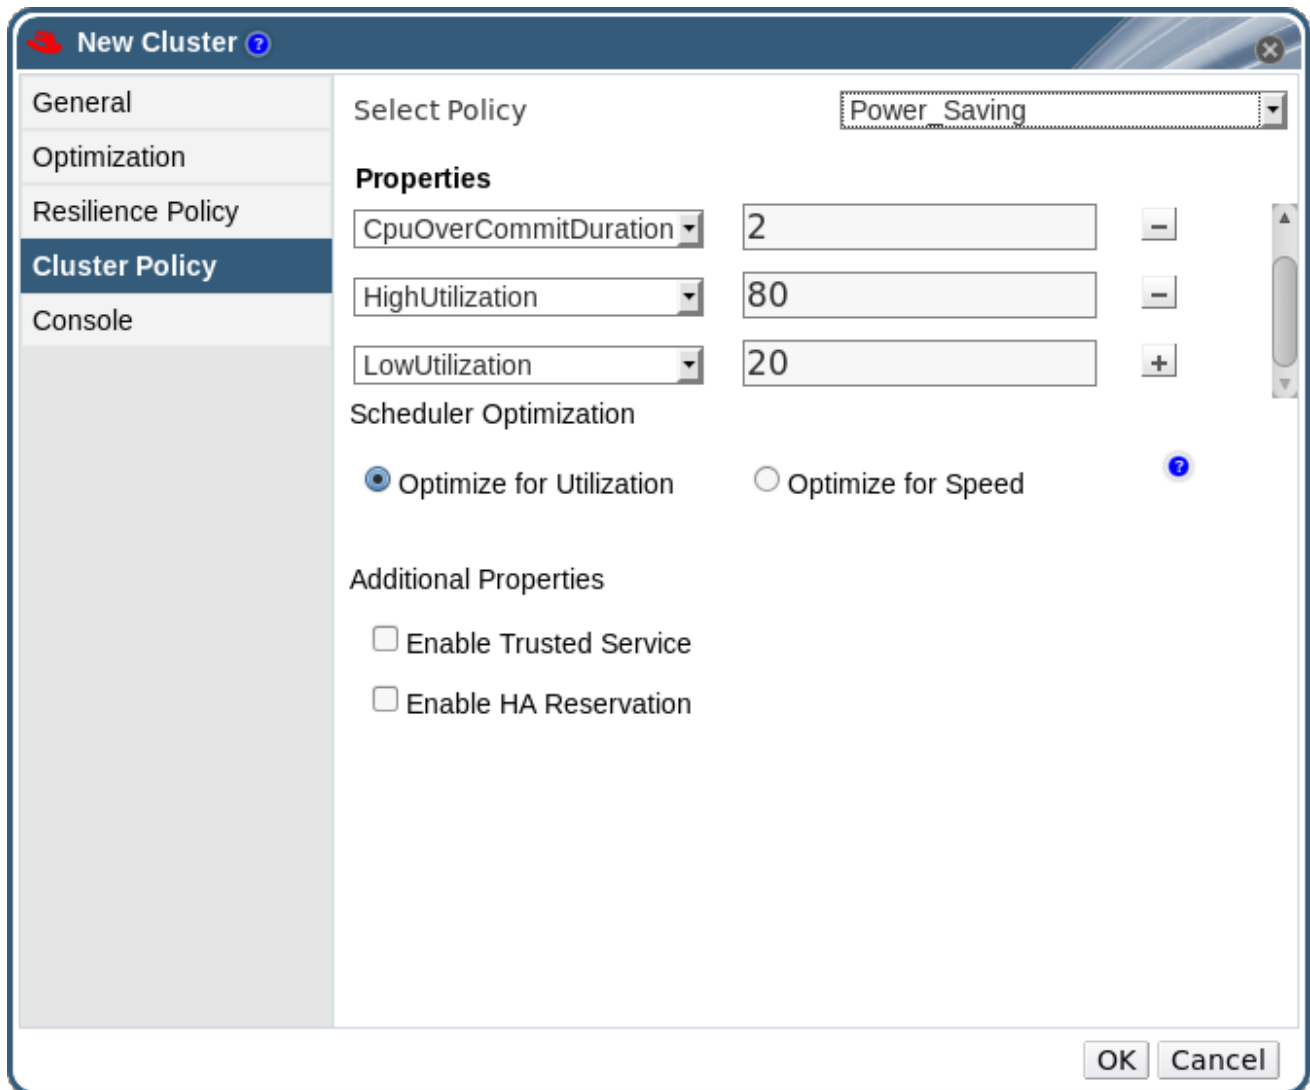 New Cluster ?
General
Optimization
Resilience Policy
Cluster Policy
Console
Select Policy Power_Saving
Properties
CpuOverCommitDuration 2 −
HighUtilization 80 −
LowUtilization 20 +
Scheduler Optimization
Optimize for Utilization Optimize for Speed ?
Additional Properties
Enable Trusted Service
Enable HA Reservation
OK Cancel